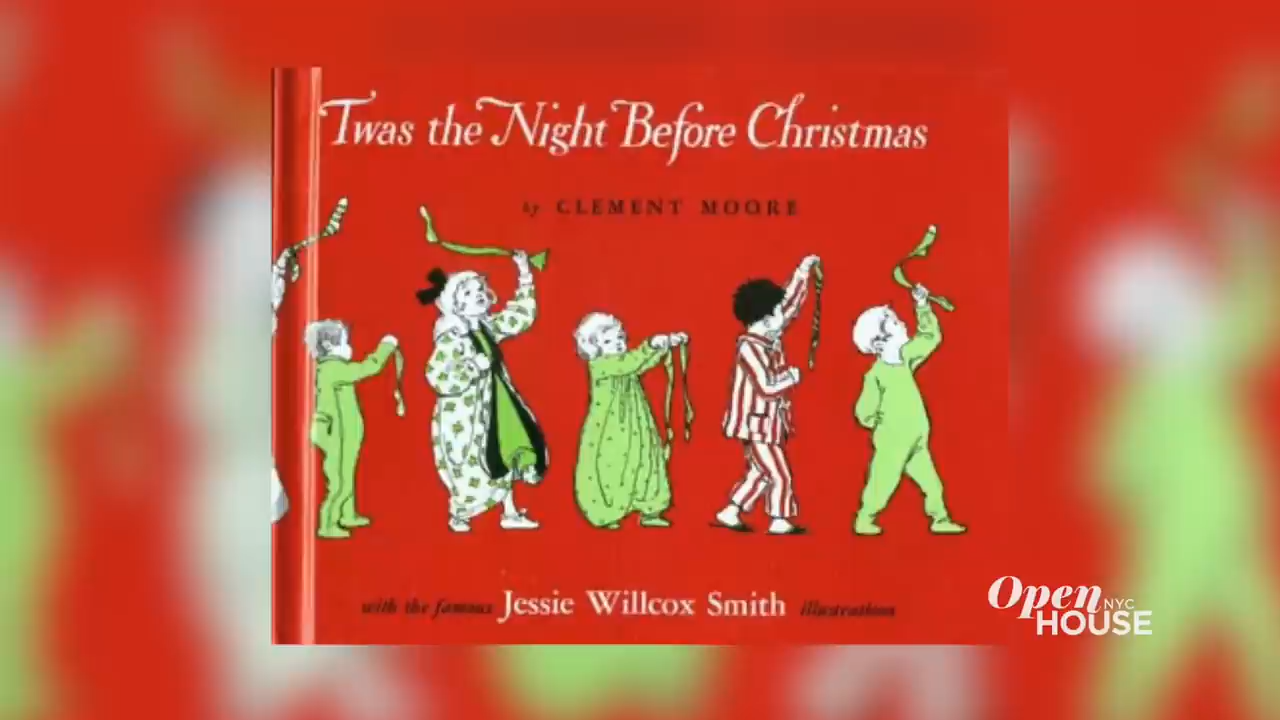 'Twas the Night Before Christmas
by CLEMENT MOORE
with the famous Jessie Willcox Smith illustrations
Open NYC
HOUSE